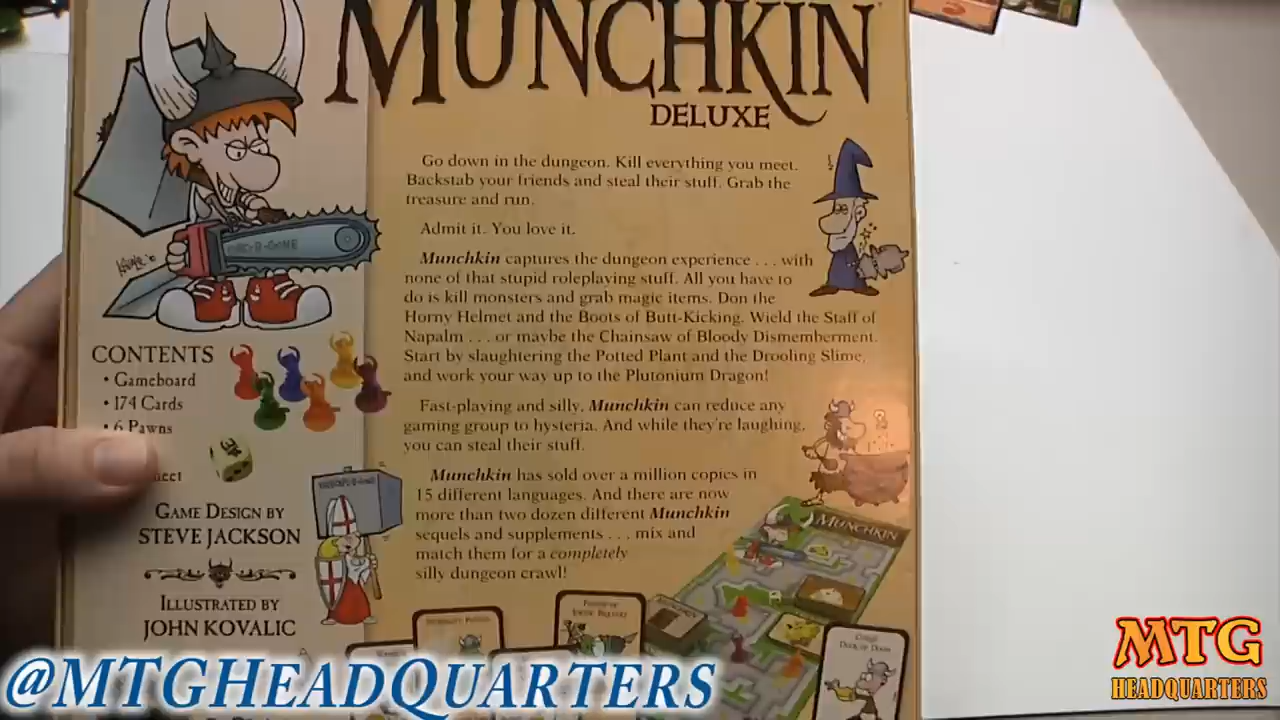 MUNCHKIN
DELUXE
Go down in the dungeon. Kill everything you meet.
Backstab your friends and steal their stuff. Grab the
treasure and run.
Admit it. You love it.
Munchkin captures the dungeon experience . . . with
none of that stupid roleplaying stuff. All you have to
do is kill monsters and grab magic items. Don the
Horny Helmet and the Boots of Butt-Kicking. Wield the Staff of
Napalm . . . or maybe the Chainsaw of Bloody Dismemberment.
Start by slaughtering the Potted Plant and the Drooling Slime,
and work your way up to the Plutonium Dragon!
Fast-playing and silly, Munchkin can reduce any
gaming group to hysteria. And while they're laughing,
you can steal their stuff.
Munchkin has sold over a million copies in
15 different languages. And there are now
more than two dozen different Munchkin
sequels and supplements . . . mix and
match them for a completely
silly dungeon crawl!
CONTENTS
• Gameboard
• 174 Cards
• 6 Pawns
GAME DESIGN BY
STEVE JACKSON
ILLUSTRATED BY
JOHN KOVALIC
MUNCHKIN
@MTGHEADQUARTERS
MTG
HEADQUARTERS